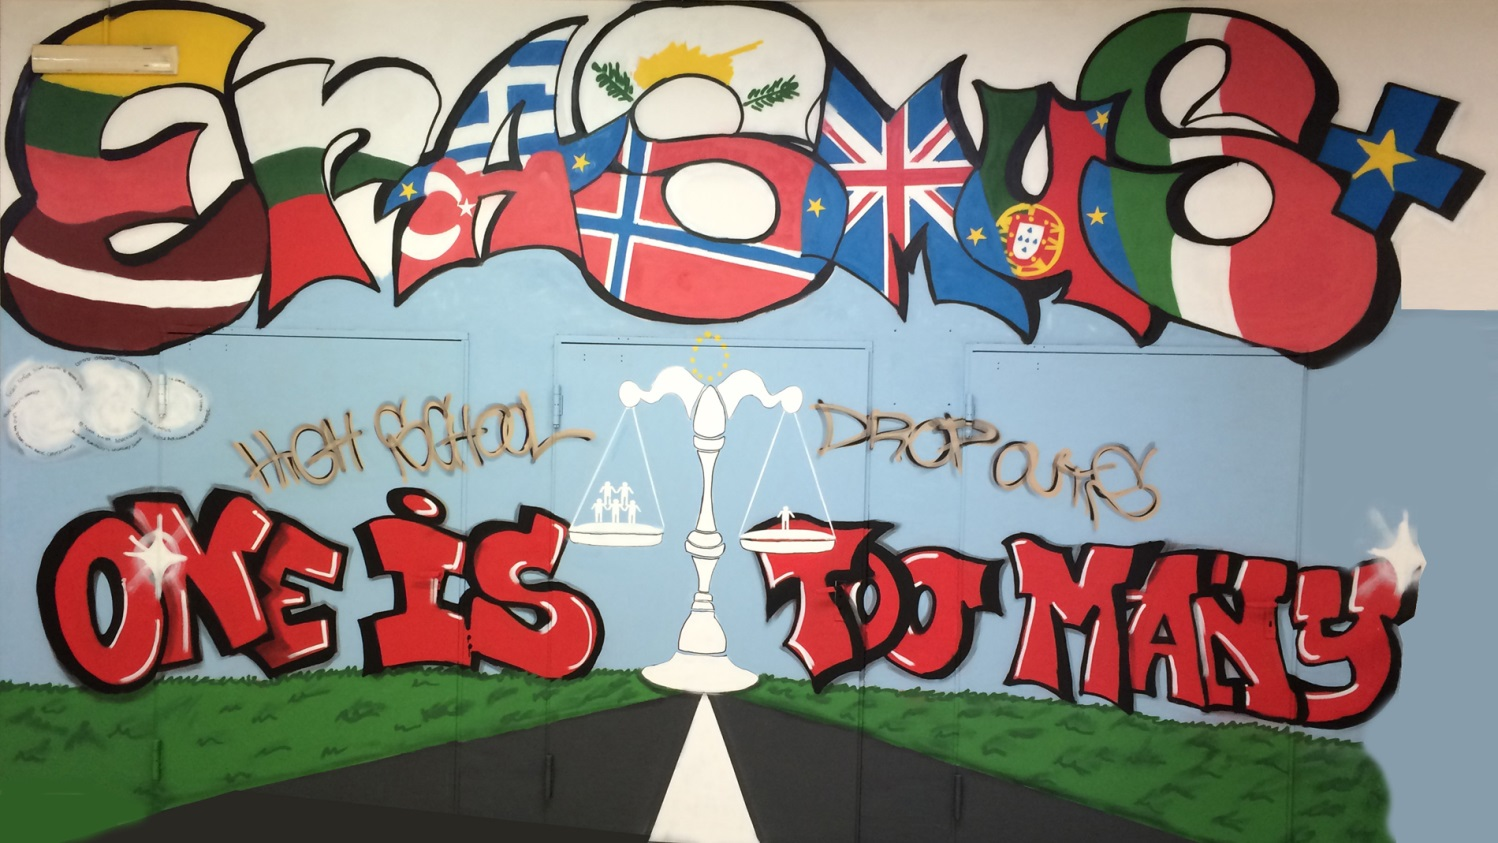 ERASMUS+
HIGH SCHOOL DROP OUTS
ONE IS TOO MANY